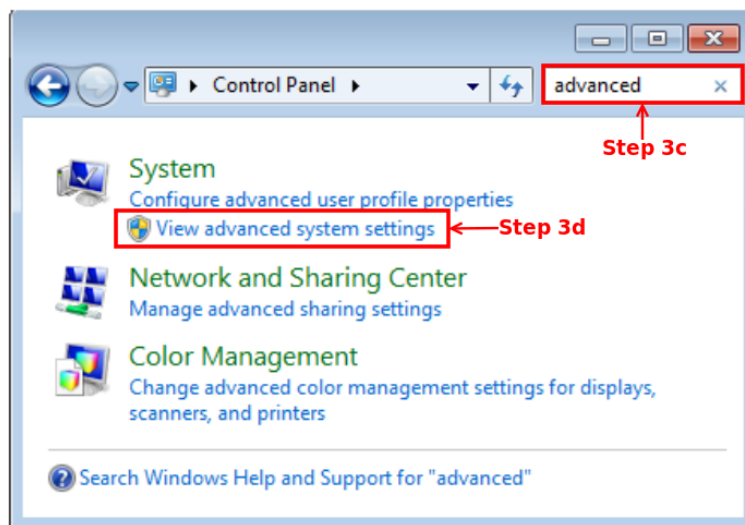 Control Panel
advanced
Step 3c
System
Configure advanced user profile properties
View advanced system settings
Step 3d
Network and Sharing Center
Manage advanced sharing settings
Color Management
Change advanced color management settings for displays,
scanners, and printers
Search Windows Help and Support for "advanced"